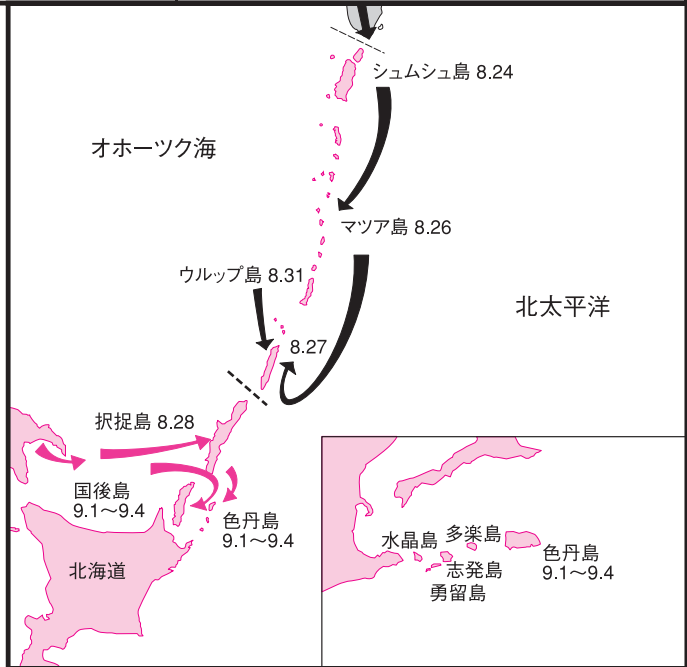 シュムシュ島 8.24
オホーツク海
マツア島 8.26
ウルップ島 8.31
北太平洋
8.27
択捉島 8.28
国後島
9.1~9.4
色丹島
9.1~9.4
北海道
水晶島
多楽島
志発島
勇留島
色丹島
9.1~9.4